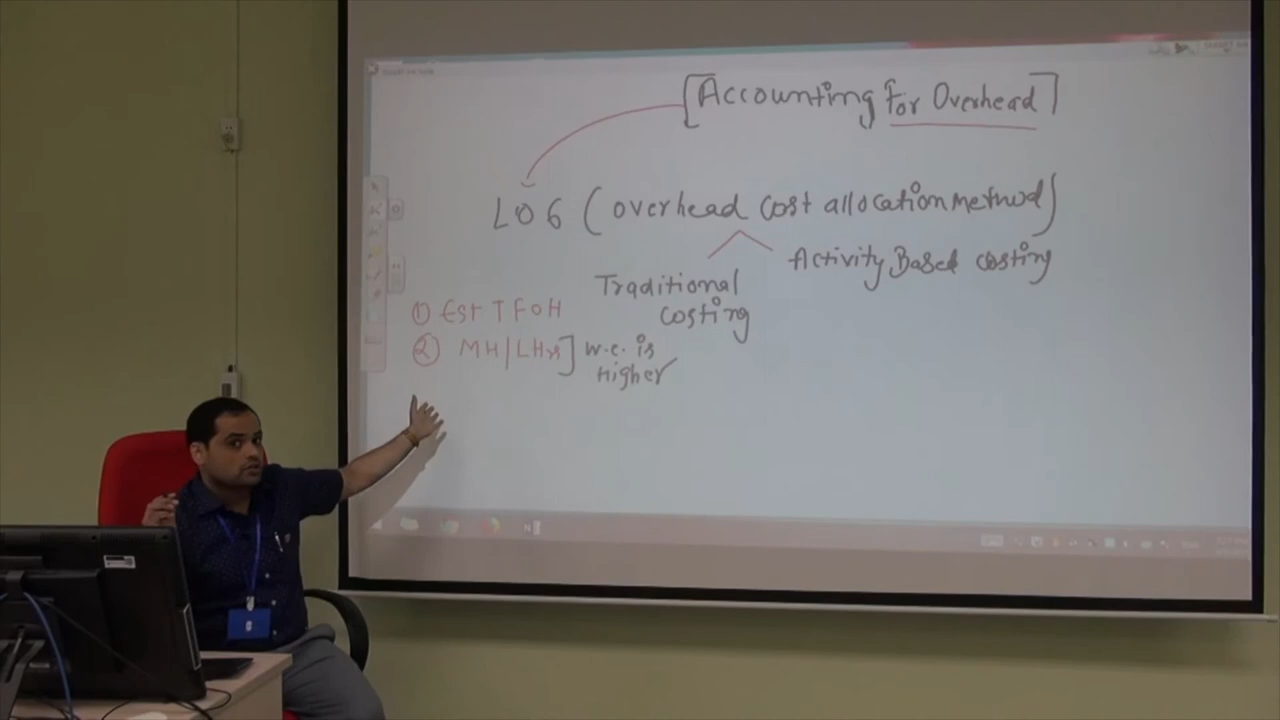 [Accounting For Overhead]
LO6 (overhead cost allocation method)
Traditional costing
Activity Based costing
① Est TFOH
② MH/LHrs] w.c. is higher